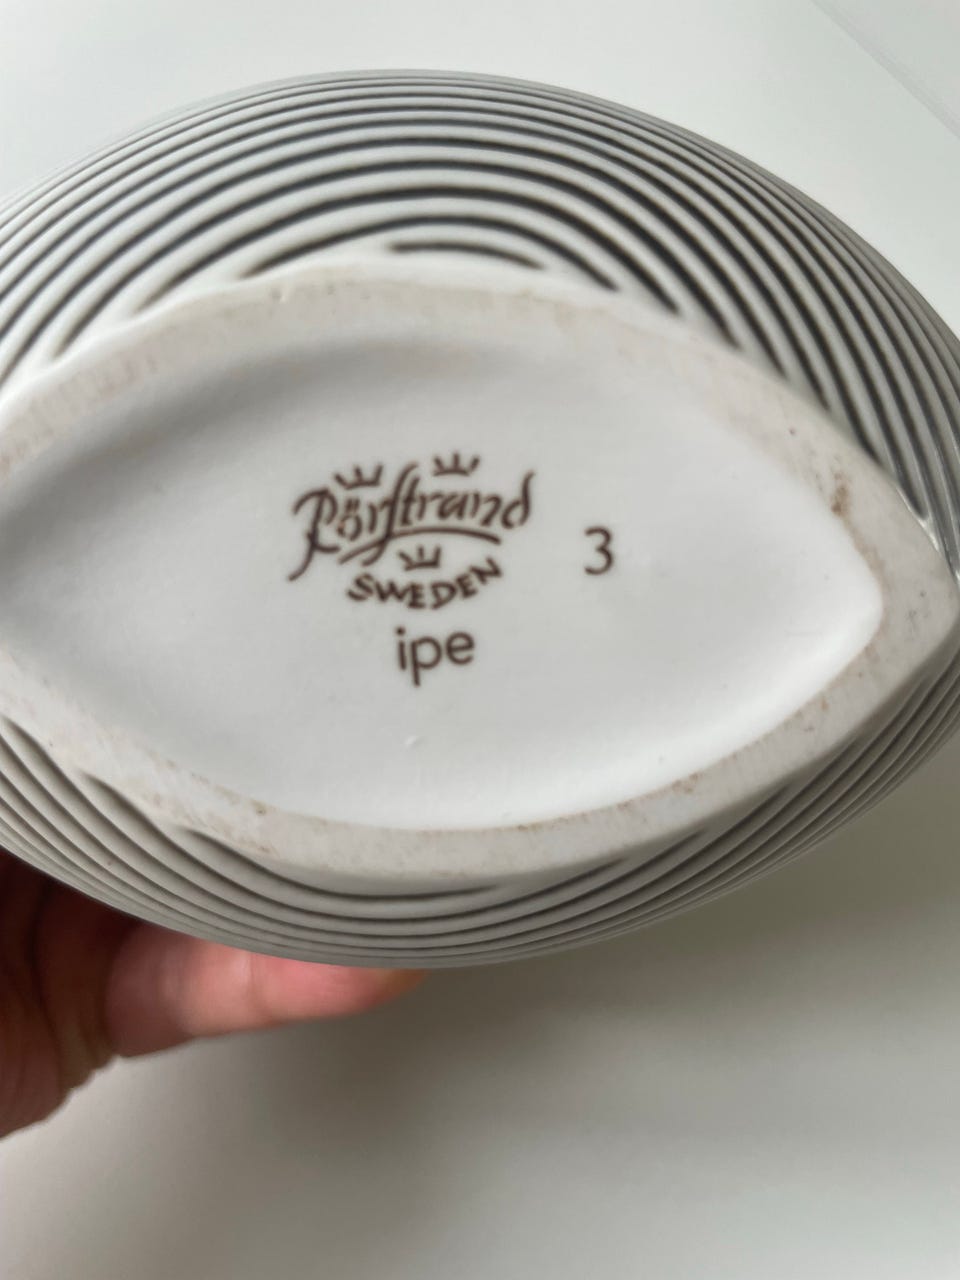 Rörstrand
SWEDEN
3
ipe